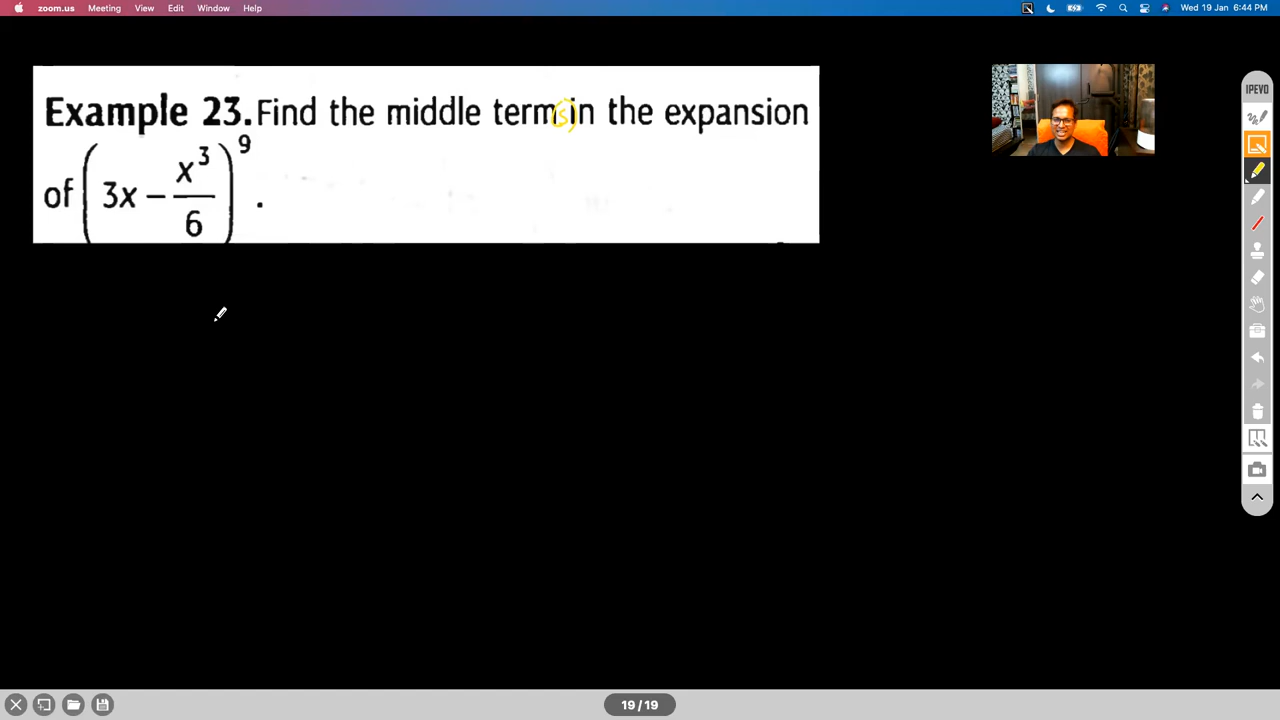 zoom.us Meeting View Edit Window Help Wed 19 Jan 6:44 PM
IPEVO
Example 23. Find the middle term(s) in the expansion
of (3x − x³/6)⁹ .
19 / 19